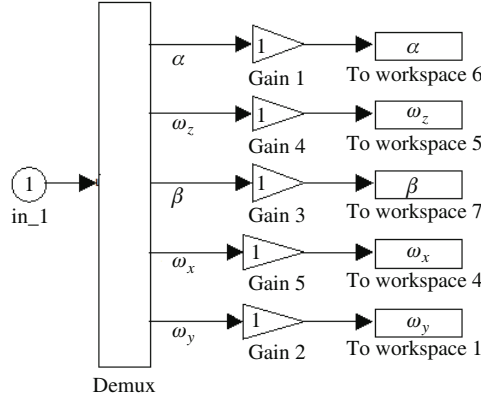 α 1 α
Gain 1 To workspace 6
ω_z 1 ω_z
Gain 4 To workspace 5
1 β 1 β
in_1 Gain 3 To workspace 7
ω_x 1 ω_x
Gain 5 To workspace 4
ω_y 1 ω_y
Gain 2 To workspace 1
Demux